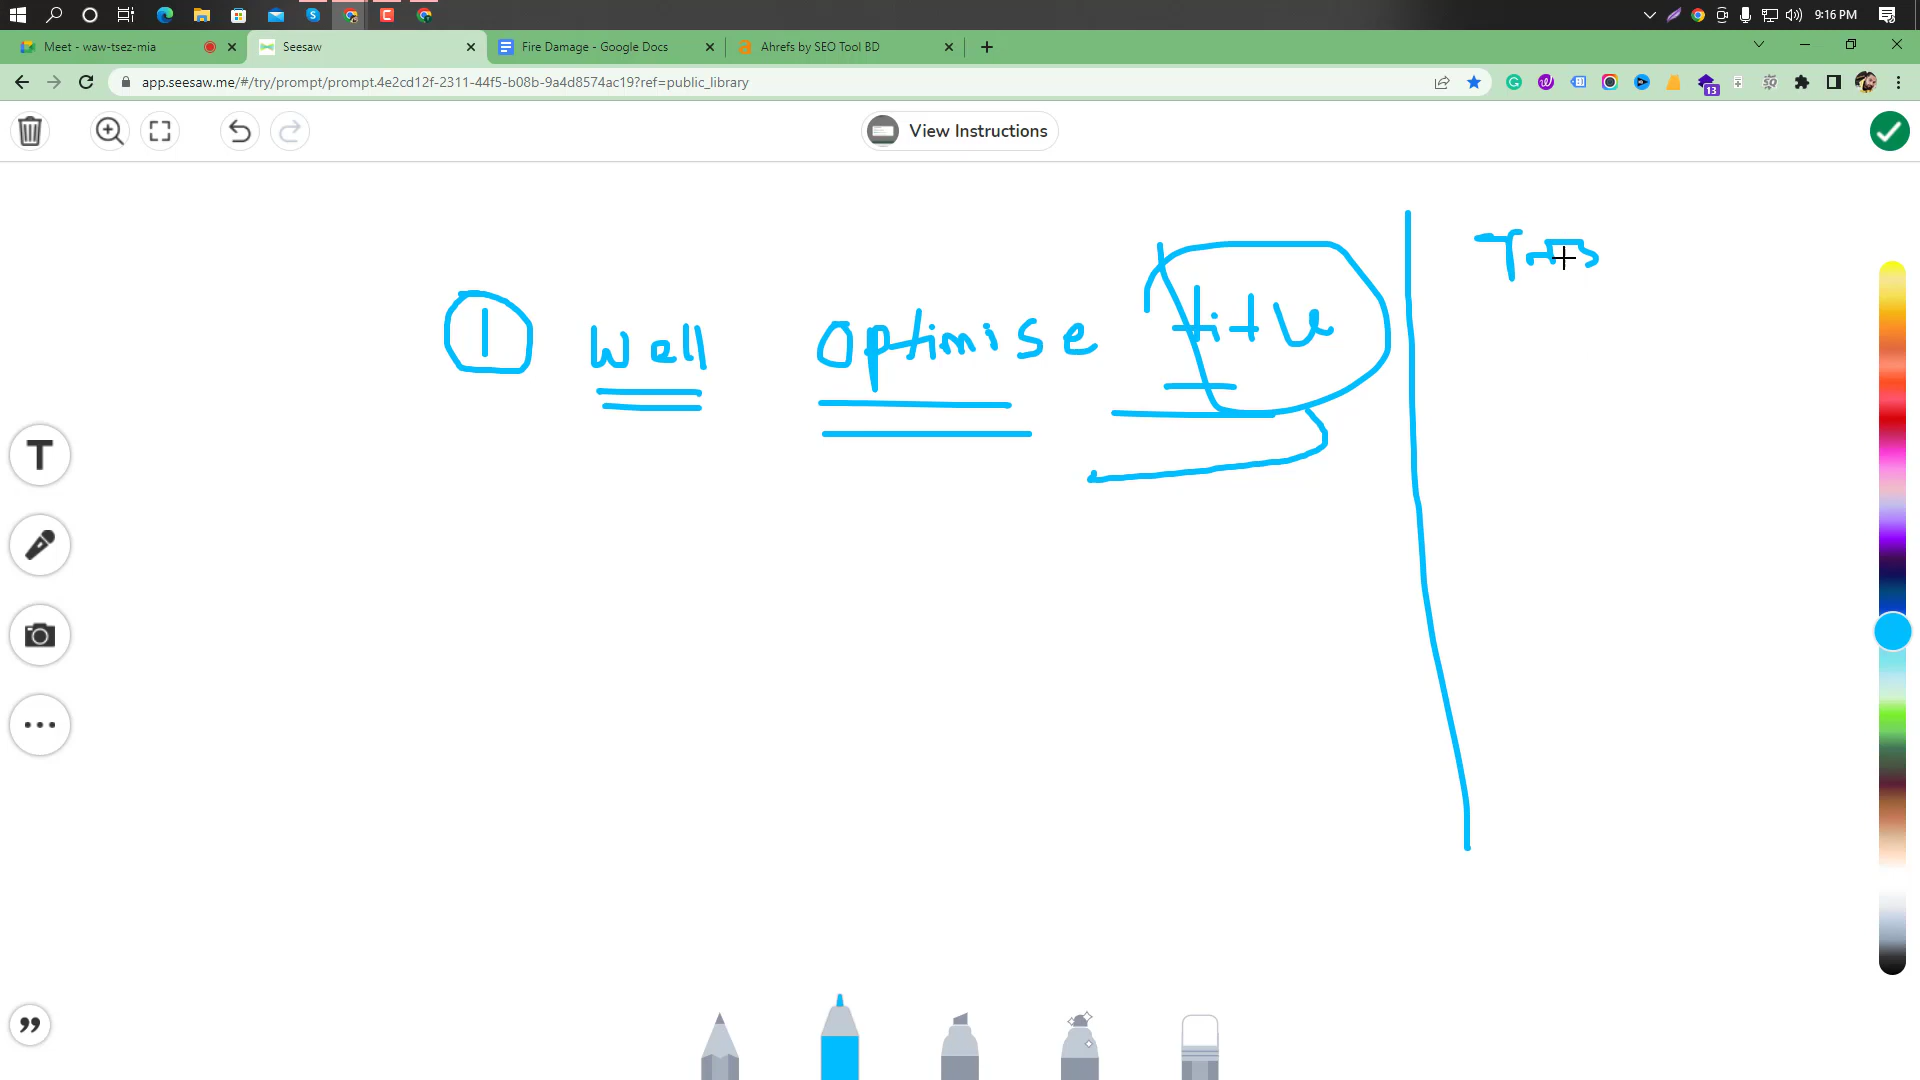 9:16 PM
Meet - waw-tsez-mia
Seesaw
Fire Damage - Google Docs
Ahrefs by SEO Tool BD
app.seesaw.me/#/try/prompt/prompt.4e2cd12f-2311-44f5-b08b-9a4d8574ac19?ref=public_library
13
View Instructions
1 Well Optimise title
T